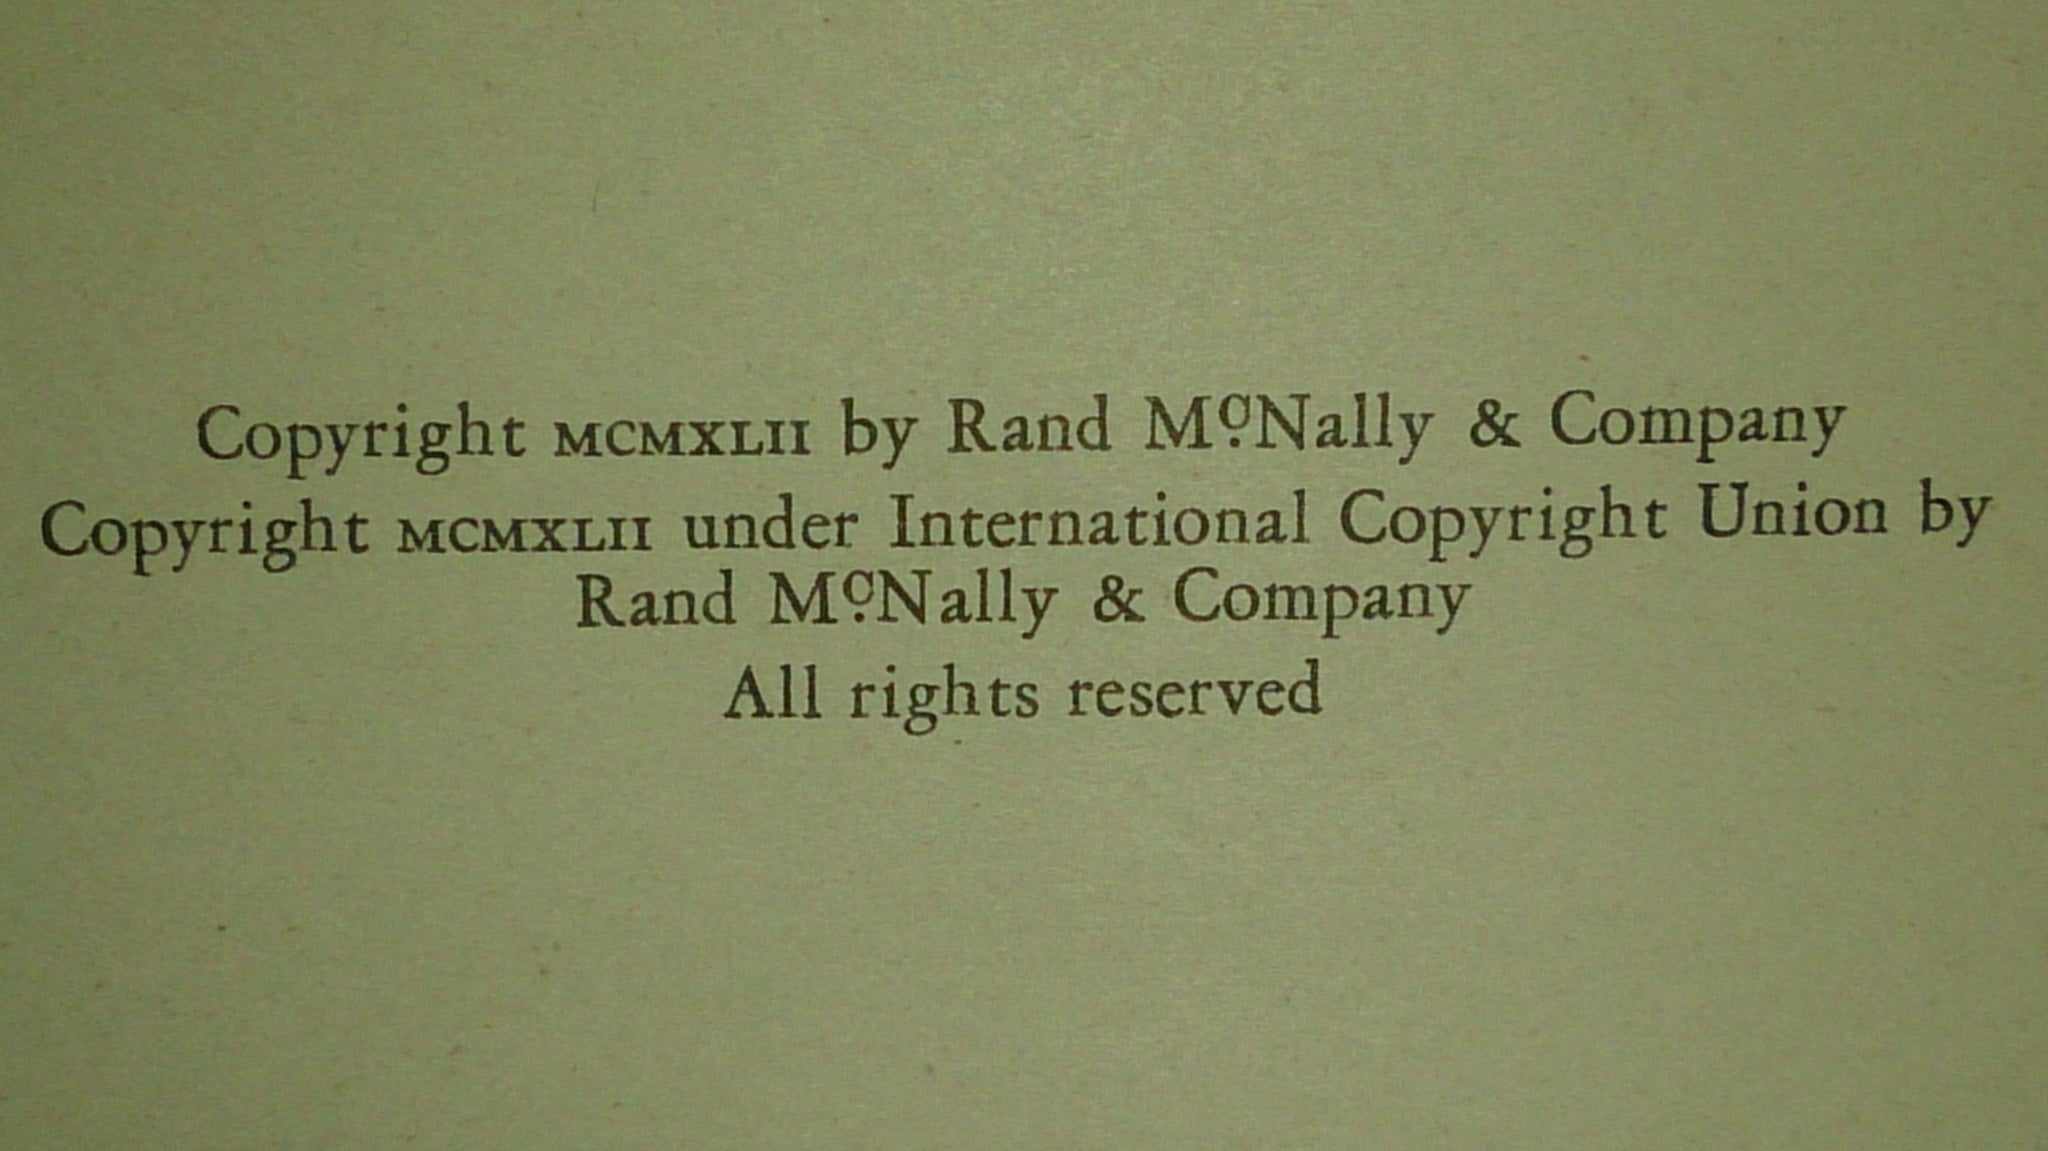 Copyright MCMXLII by Rand McNally & Company
Copyright MCMXLII under International Copyright Union by
Rand McNally & Company
All rights reserved